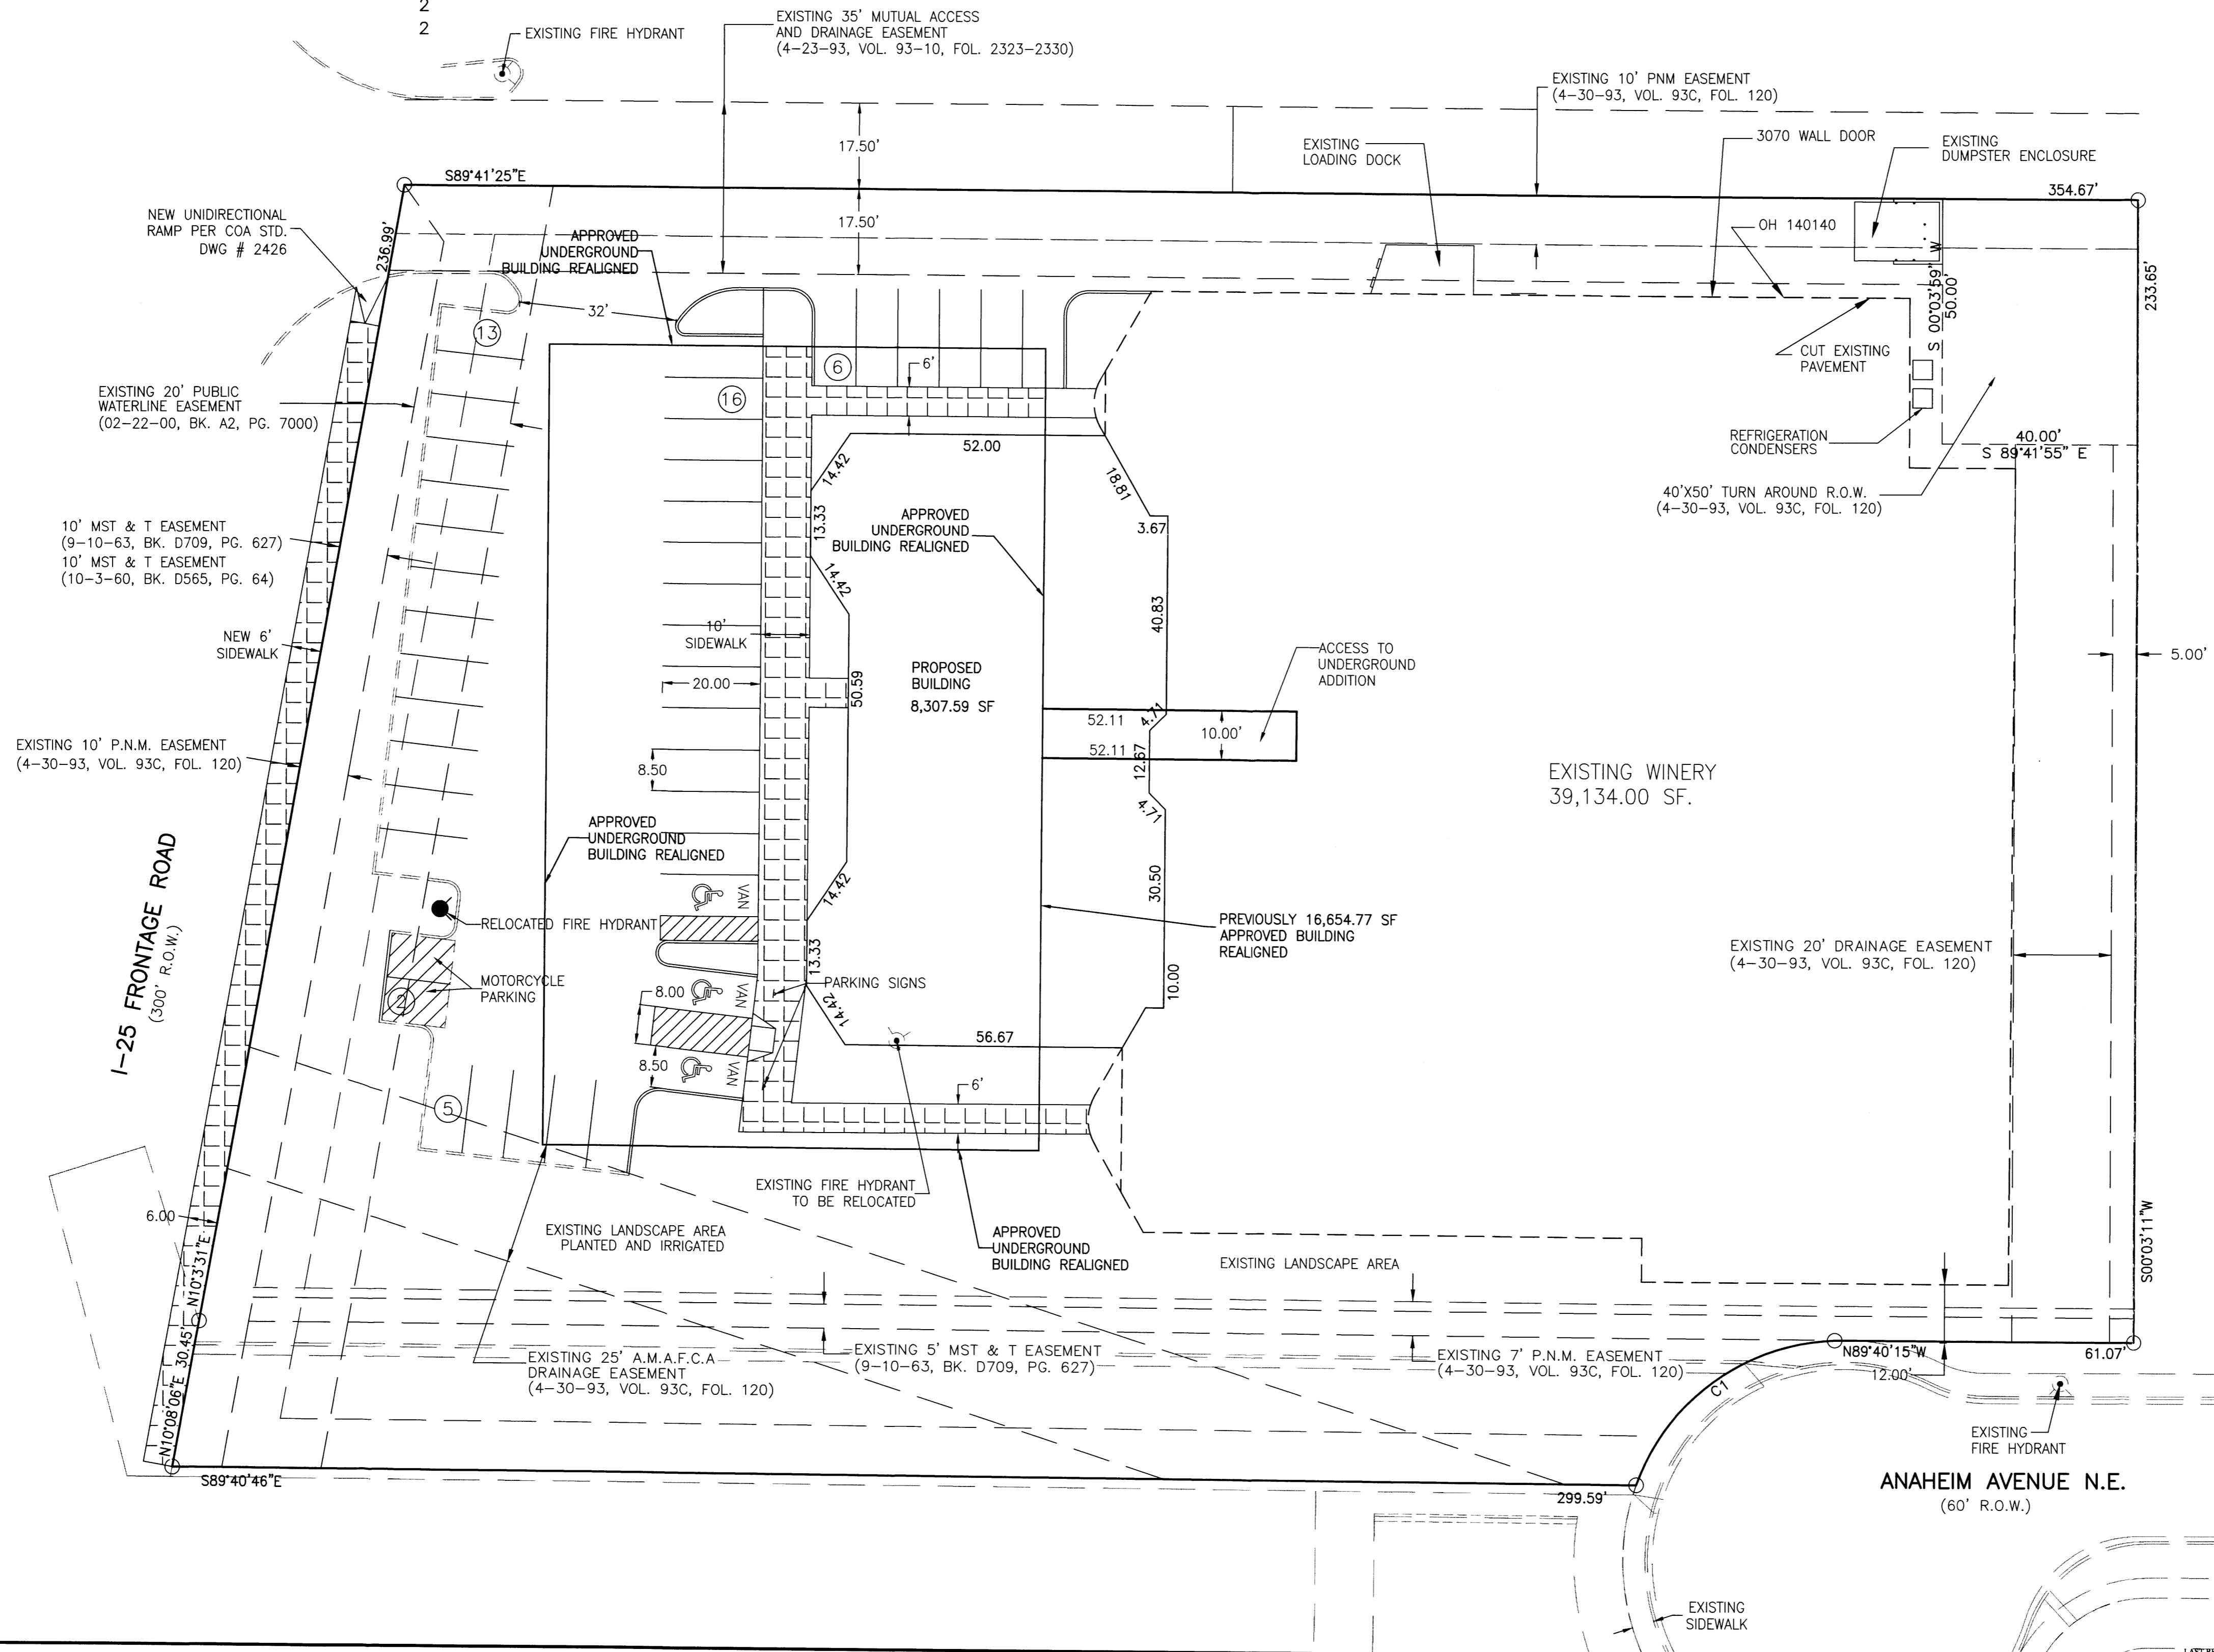 2
2
EXISTING FIRE HYDRANT
EXISTING 35' MUTUAL ACCESS
AND DRAINAGE EASEMENT
(4-23-93, VOL. 93-10, FOL. 2323-2330)
EXISTING 10' PNM EASEMENT
(4-30-93, VOL. 93C, FOL. 120)
17.50'
EXISTING
LOADING DOCK
3070 WALL DOOR
EXISTING
DUMPSTER ENCLOSURE
S89°41'25"E
354.67'
NEW UNIDIRECTIONAL
RAMP PER COA STD.
DWG # 2426
236.99'
17.50'
APPROVED
UNDERGROUND
BUILDING REALIGNED
OH 140140
S 00°03'59" W
50.00'
233.65'
32'
13
6
6'
16
CUT EXISTING
PAVEMENT
EXISTING 20' PUBLIC
WATERLINE EASEMENT
(02-22-00, BK. A2, PG. 7000)
REFRIGERATION
CONDENSERS
40.00'
S 89°41'55" E
52.00
14.42
18.81
40'X50' TURN AROUND R.O.W.
(4-30-93, VOL. 93C, FOL. 120)
10' MST & T EASEMENT
(9-10-63, BK. D709, PG. 627)
10' MST & T EASEMENT
(10-3-60, BK. D565, PG. 64)
13.33
APPROVED
UNDERGROUND
BUILDING REALIGNED
3.67
14.42
40.83
NEW 6'
SIDEWALK
10'
SIDEWALK
ACCESS TO
UNDERGROUND
ADDITION
5.00'
PROPOSED
BUILDING
8,307.59 SF
20.00
50.59
52.11
4.71
10.00'
52.11
12.67
EXISTING 10' P.N.M. EASEMENT
(4-30-93, VOL. 93C, FOL. 120)
8.50
EXISTING WINERY
39,134.00 SF.
4.71
APPROVED
UNDERGROUND
BUILDING REALIGNED
I-25 FRONTAGE ROAD
(300' R.O.W.)
14.42
30.50
VAN
RELOCATED FIRE HYDRANT
PREVIOUSLY 16,654.77 SF
APPROVED BUILDING
REALIGNED
EXISTING 20' DRAINAGE EASEMENT
(4-30-93, VOL. 93C, FOL. 120)
13.33
MOTORCYCLE
PARKING
2
8.00
VAN
PARKING SIGNS
10.00
14.42
56.67
8.50
VAN
6'
5
EXISTING FIRE HYDRANT
TO BE RELOCATED
6.00
EXISTING LANDSCAPE AREA
PLANTED AND IRRIGATED
APPROVED
UNDERGROUND
BUILDING REALIGNED
EXISTING LANDSCAPE AREA
N10°3'31"E
S00°03'11"W
30.45'
N10°08'06"E
EXISTING 25' A.M.A.F.C.A
DRAINAGE EASEMENT
(4-30-93, VOL. 93C, FOL. 120)
EXISTING 5' MST & T EASEMENT
(9-10-63, BK. D709, PG. 627)
EXISTING 7' P.N.M. EASEMENT
(4-30-93, VOL. 93C, FOL. 120)
N89°40'15"W
61.07'
12.00'
C1
EXISTING
FIRE HYDRANT
S89°40'46"E
299.59'
ANAHEIM AVENUE N.E.
(60' R.O.W.)
EXISTING
SIDEWALK